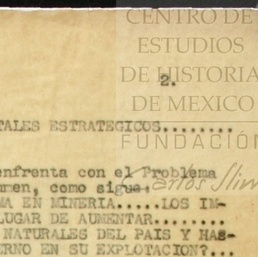 CENTRO DE
ESTUDIOS
DE HISTORIA
DE MEXICO
FUNDACIÓN
Carlos Slim
2.
TALES ESTRATEGICOS........
enfrenta con el Problema
umen, como sigue:
MA EN MINERIA.....LOS IM-
LUGAR DE AUMENTAR........
NATURALES DEL PAIS Y HAS-
ERNO EN SU EXPLOTACION?...